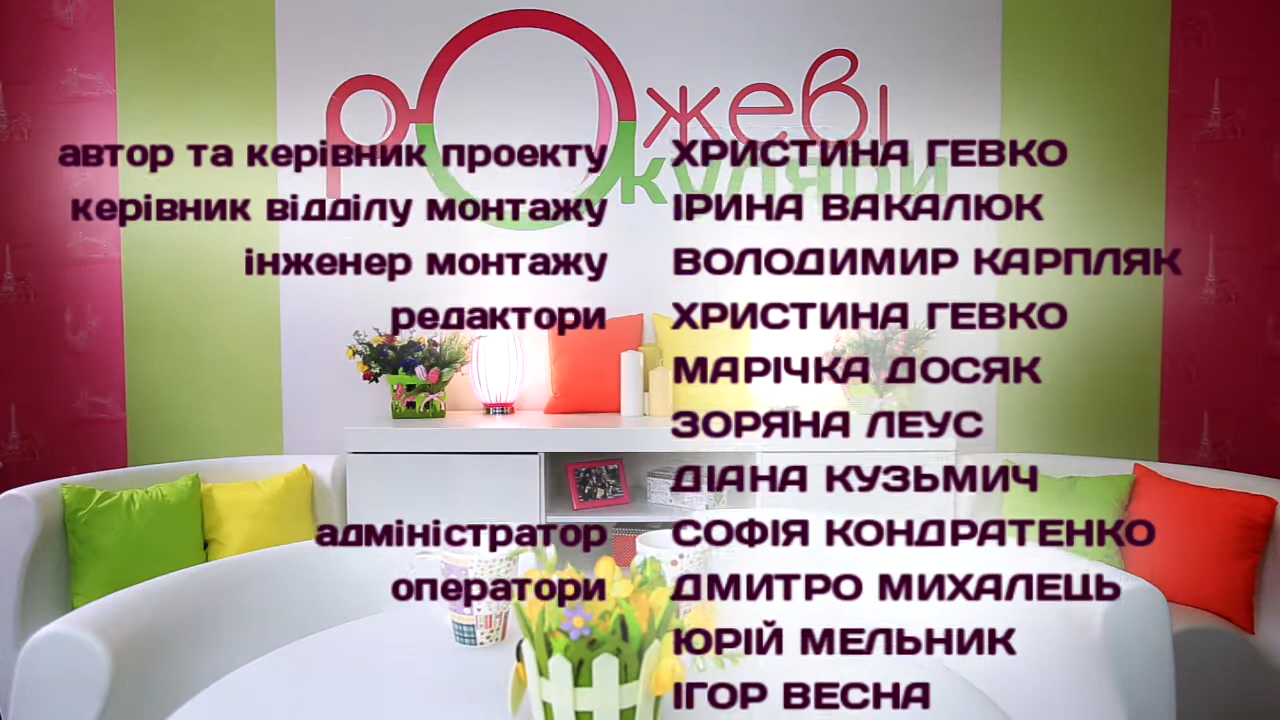 рОжеві
Окуляри
автор та керівник проекту ХРИСТИНА ГЕВКО
керівник відділу монтажу ІРИНА ВАКАЛЮК
інженер монтажу ВОЛОДИМИР КАРПЛЯК
редактори ХРИСТИНА ГЕВКО
МАРІЧКА ДОСЯК
ЗОРЯНА ЛЕУС
ДІАНА КУЗЬМИЧ
адміністратор СОФІЯ КОНДРАТЕНКО
оператори ДМИТРО МИХАЛЕЦЬ
ЮРІЙ МЕЛЬНИК
ІГОР ВЕСНА